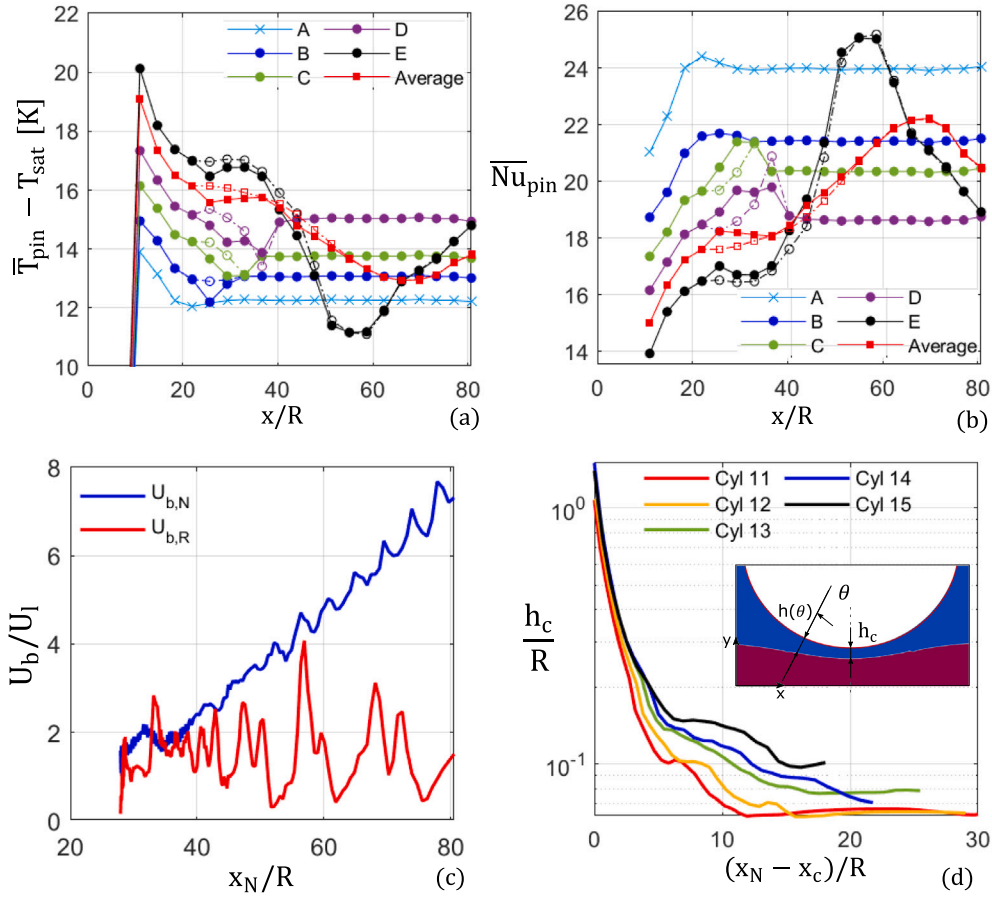 22
20
18
16
14
12
10
T̿pin − Tsat [K]
A
B
C
D
E
Average
0
20
40
60
80
x/R
(a)
26
24
22
20
18
16
14
N̅u̅pin
A
B
C
D
E
Average
0
20
40
60
80
x/R
(b)
8
6
4
2
0
Ub/Ul
Ub,N
Ub,R
20
40
60
80
xN/R
(c)
10⁰
10⁻¹
hc
R
Cyl 11
Cyl 12
Cyl 13
Cyl 14
Cyl 15
θ
h(θ)
hc
y
x
0
10
20
30
(xN − xc)/R
(d)